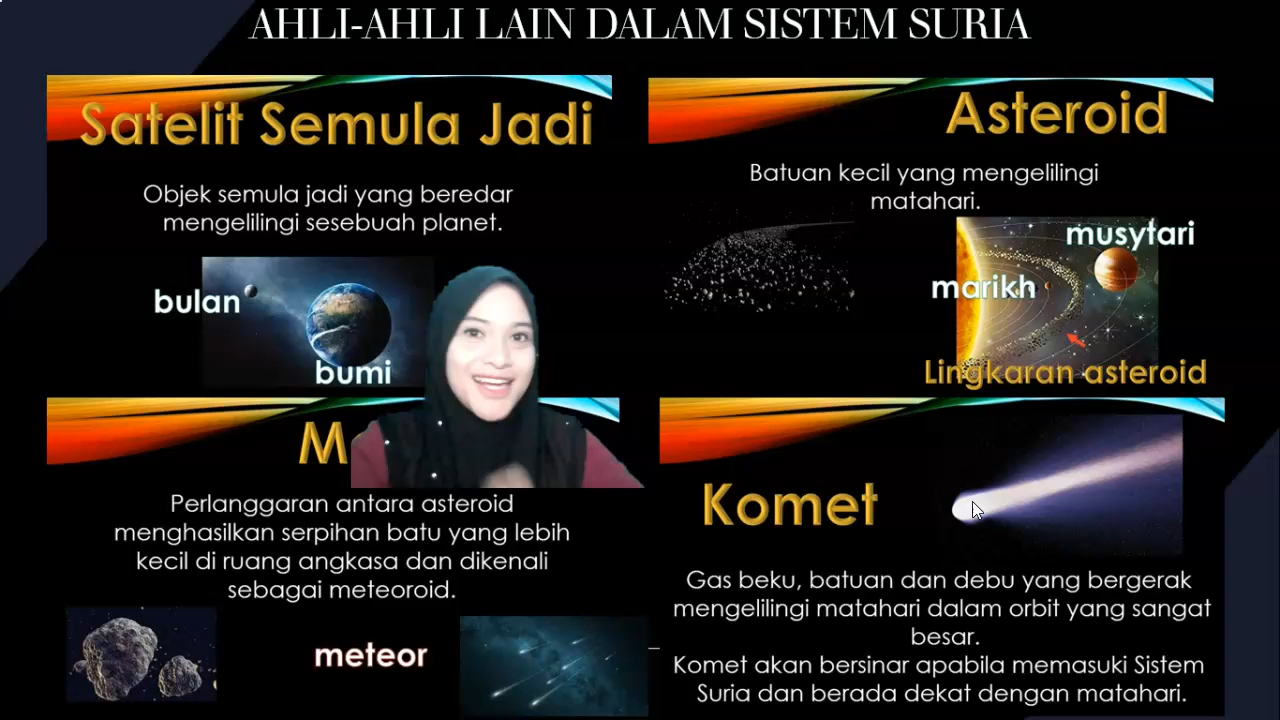 AHLI-AHLI LAIN DALAM SISTEM SURIA
Satelit Semula Jadi
Objek semula jadi yang beredar
mengelilingi sesebuah planet.
bulan
bumi
Asteroid
Batuan kecil yang mengelilingi
matahari.
musytari
marikh
Lingkaran asteroid
M
Perlanggaran antara asteroid
menghasilkan serpihan batu yang lebih
kecil di ruang angkasa dan dikenali
sebagai meteoroid.
meteor
Komet
Gas beku, batuan dan debu yang bergerak
mengelilingi matahari dalam orbit yang sangat
besar.
Komet akan bersinar apabila memasuki Sistem
Suria dan berada dekat dengan matahari.